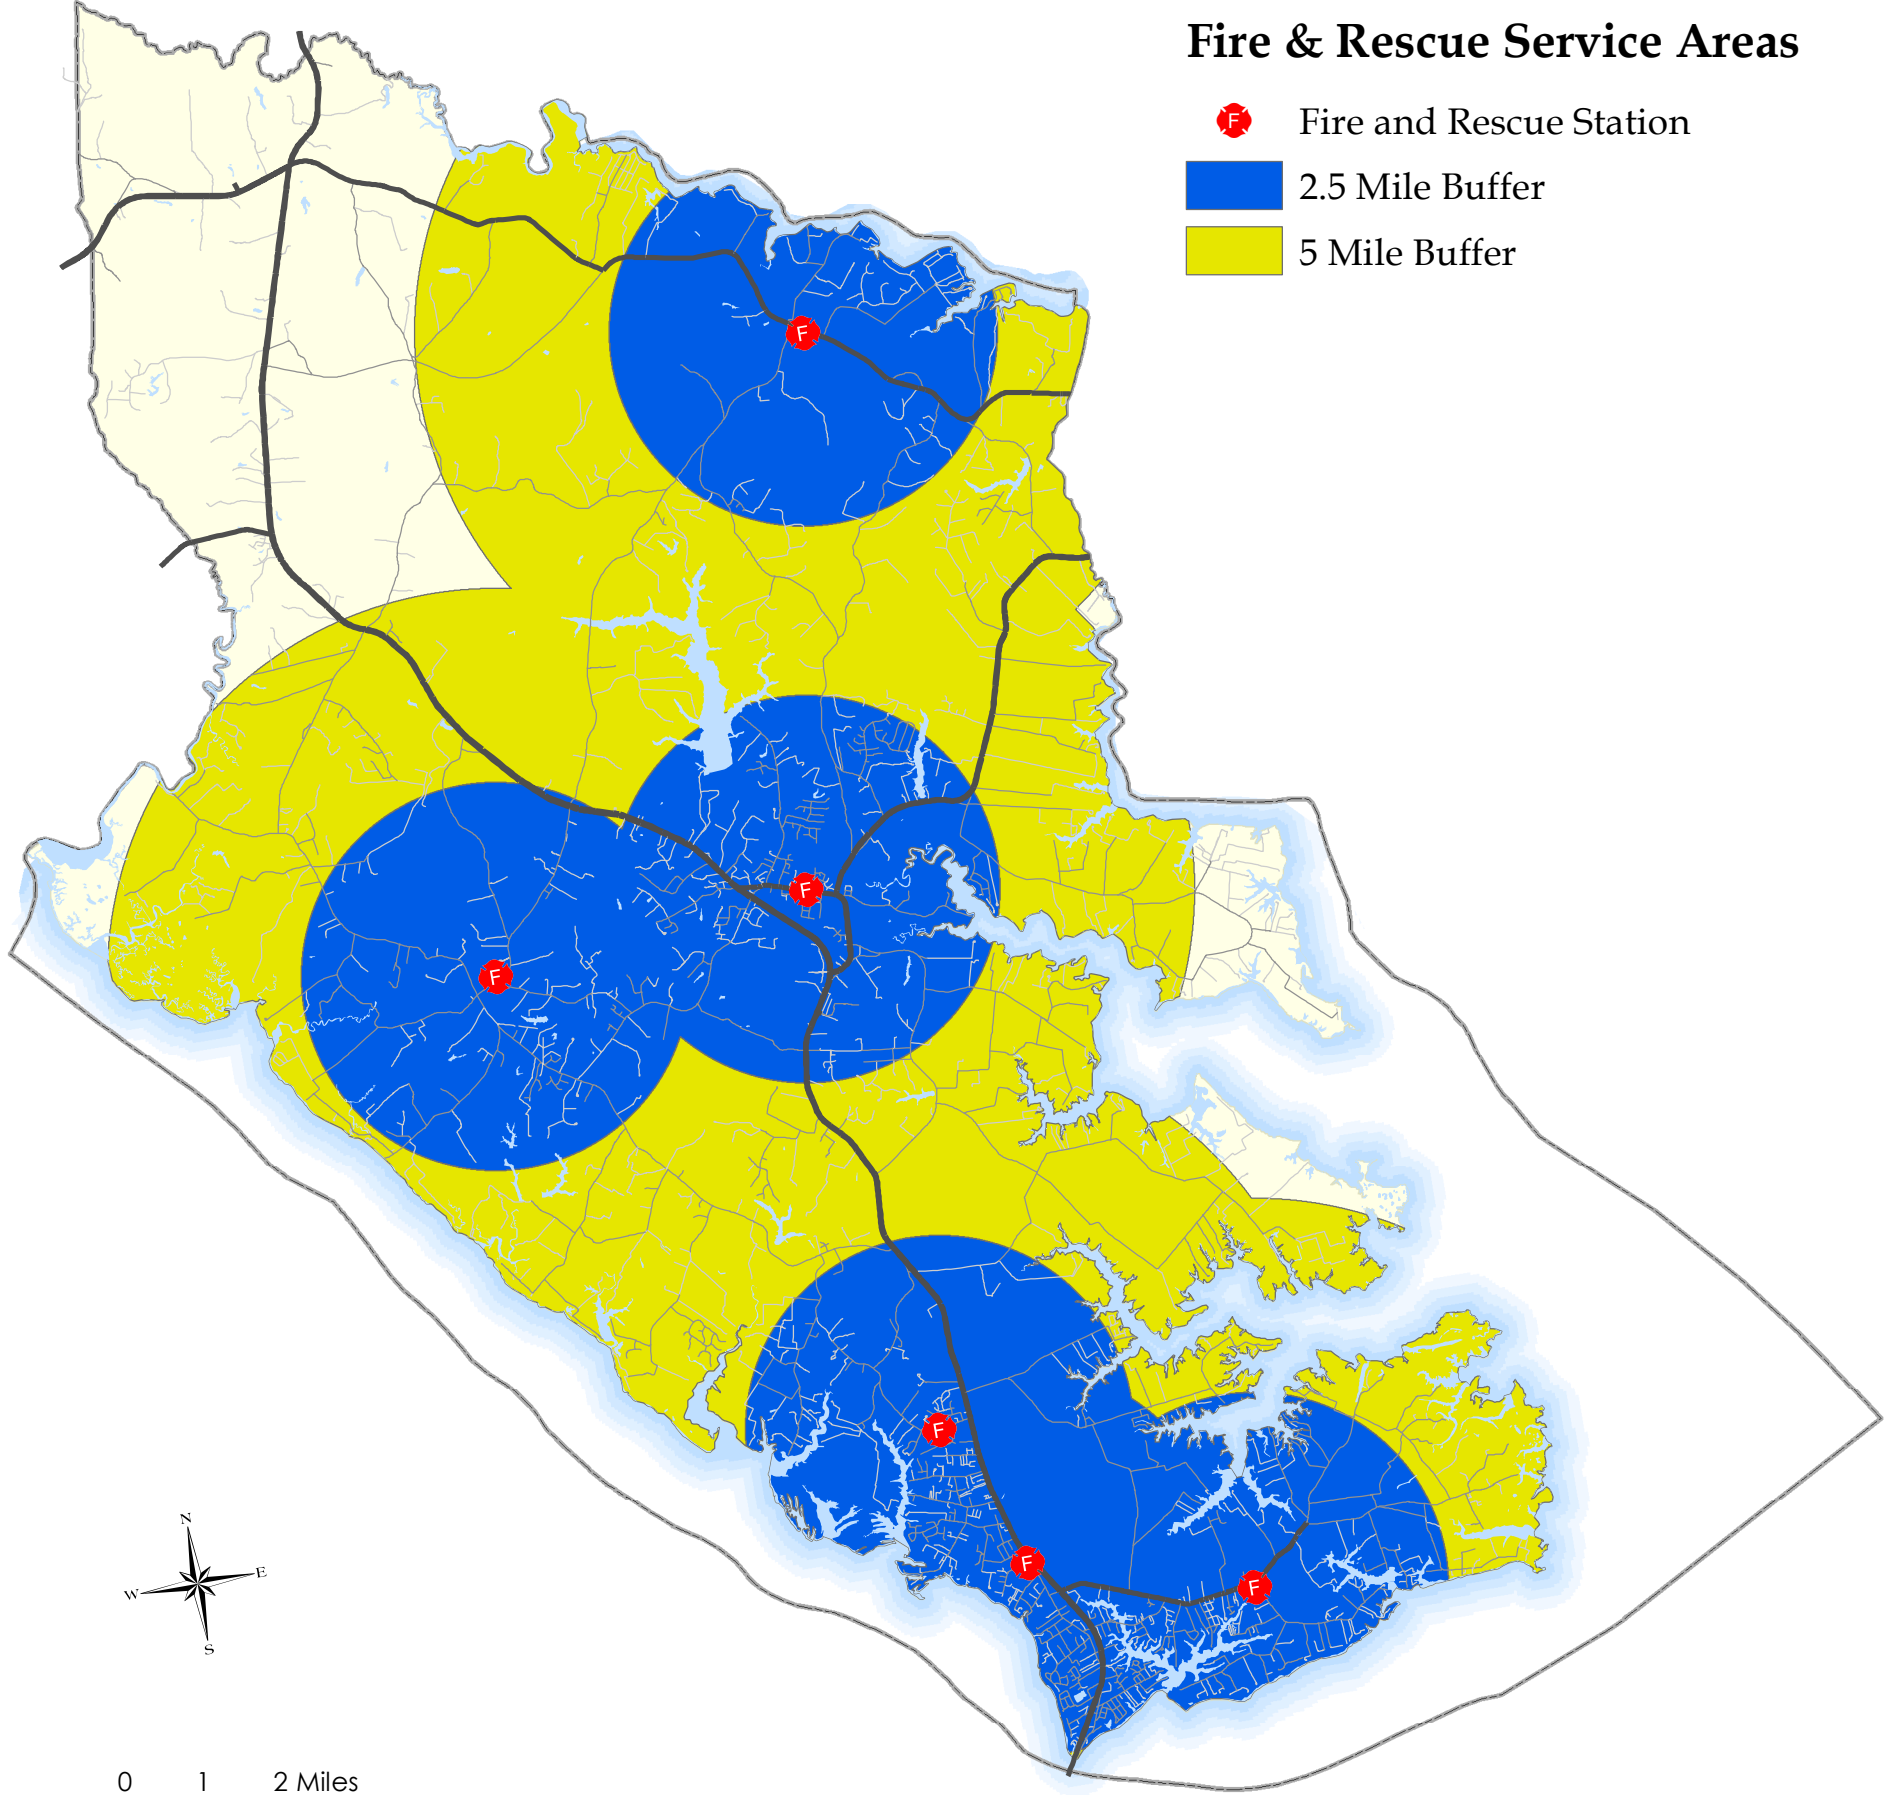 Fire & Rescue Service Areas
F Fire and Rescue Station
2.5 Mile Buffer
5 Mile Buffer
F
F
F
F
F
F
N
W E
S
0 1 2 Miles